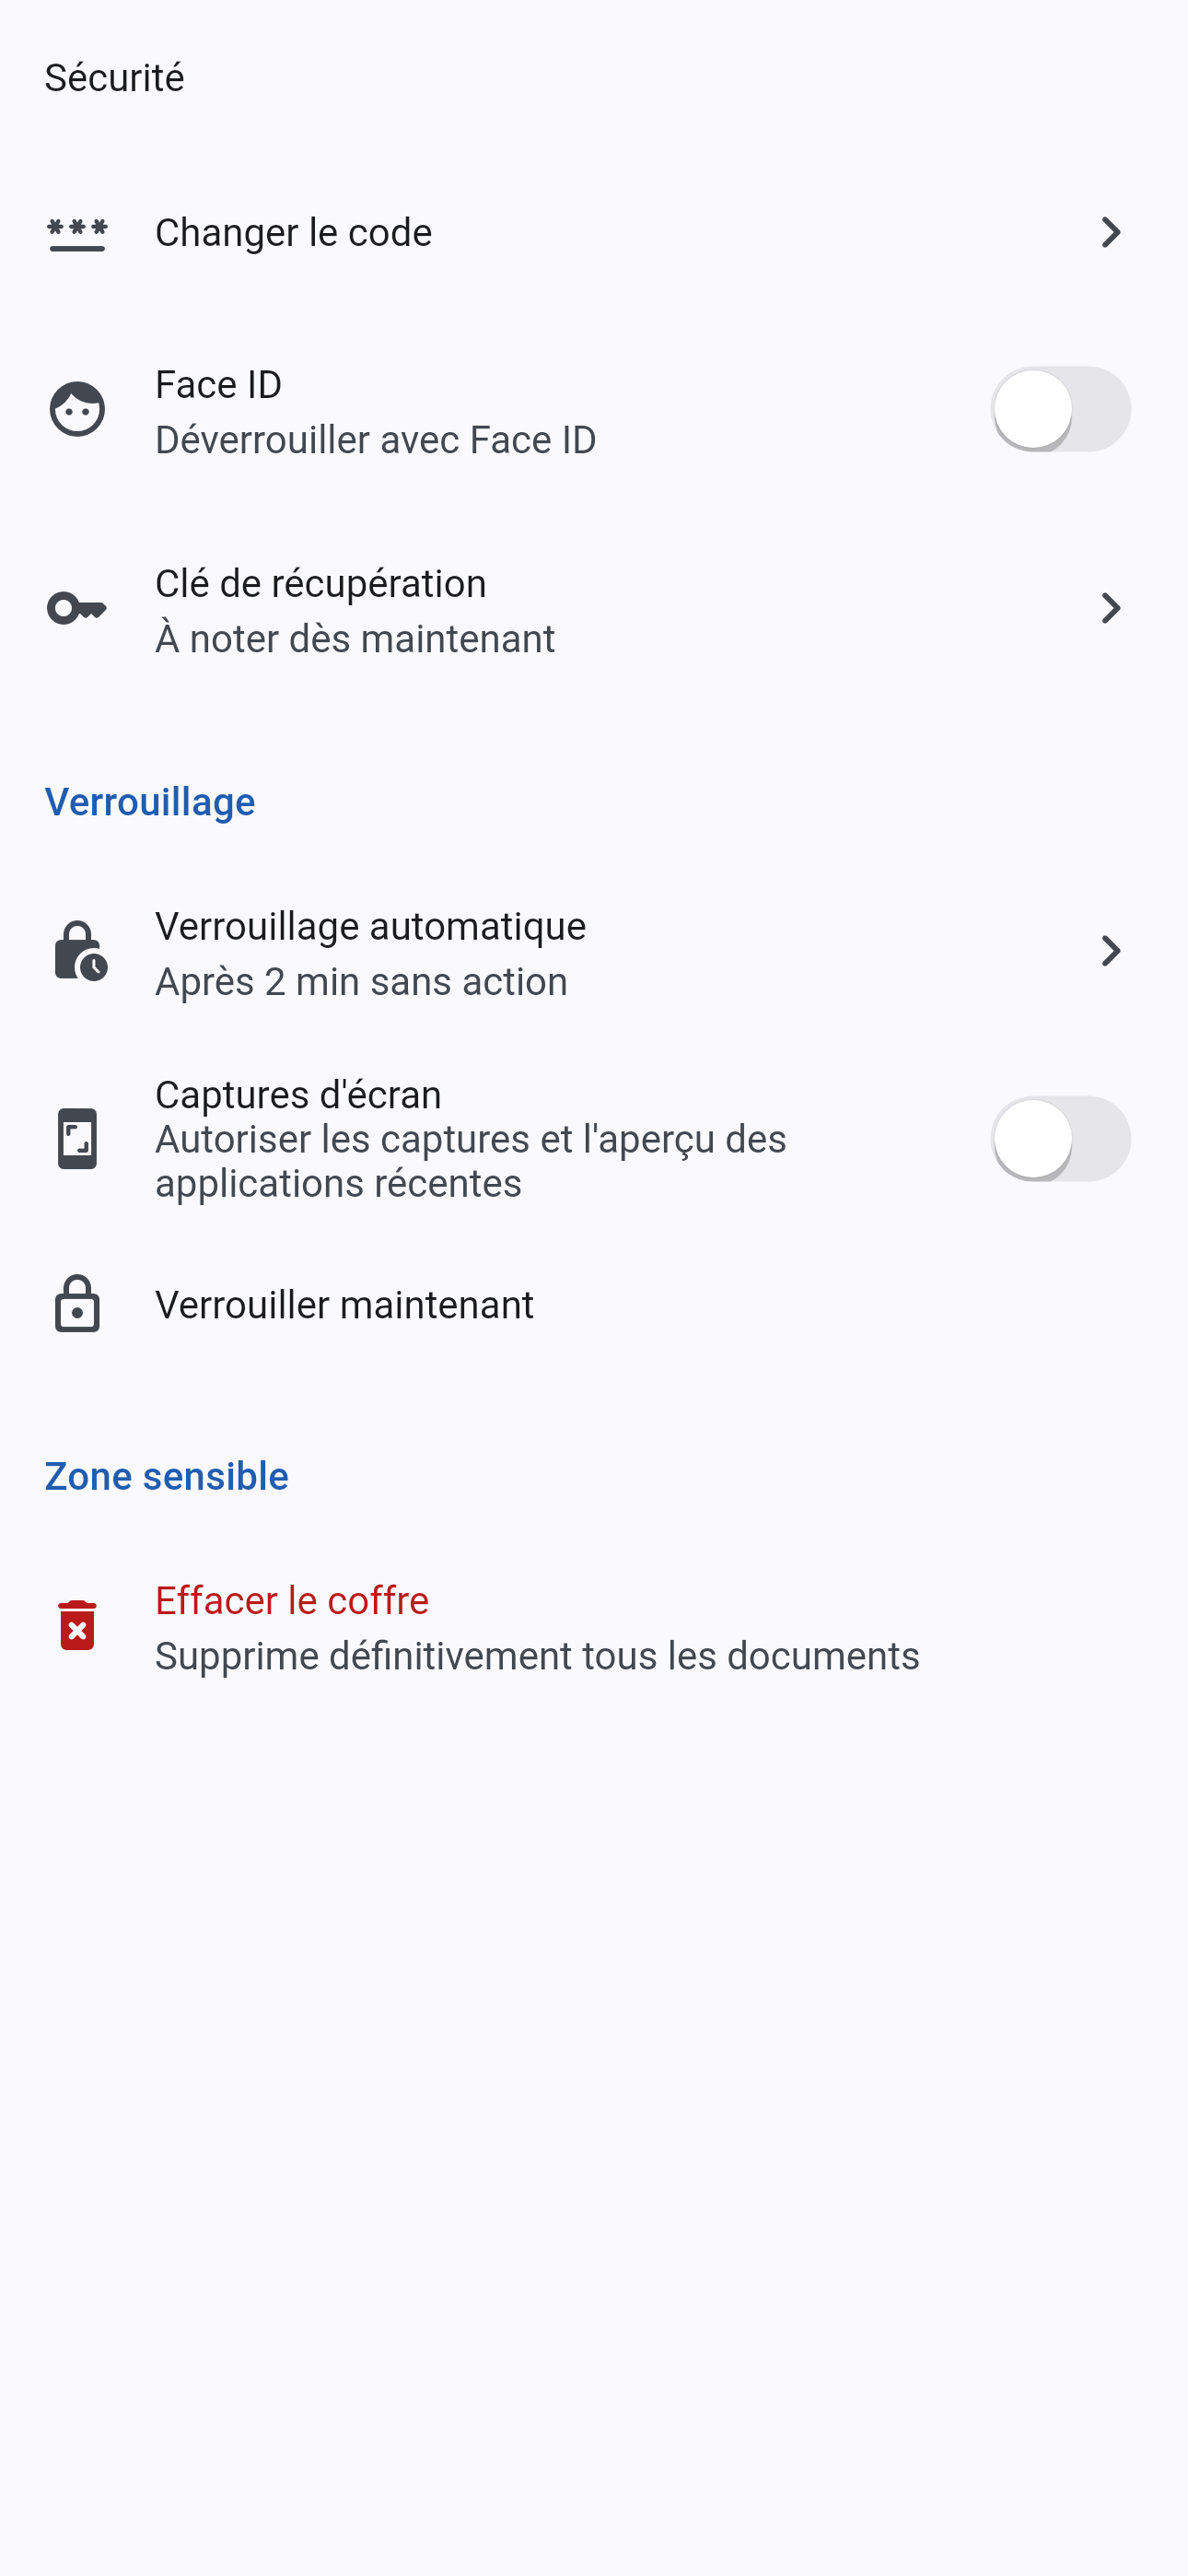 Sécurité
Changer le code
Face ID
Déverrouiller avec Face ID
Clé de récupération
À noter dès maintenant
Verrouillage
Verrouillage automatique
Après 2 min sans action
Captures d'écran
Autoriser les captures et l'aperçu des
applications récentes
Verrouiller maintenant
Zone sensible
Effacer le coffre
Supprime définitivement tous les documents